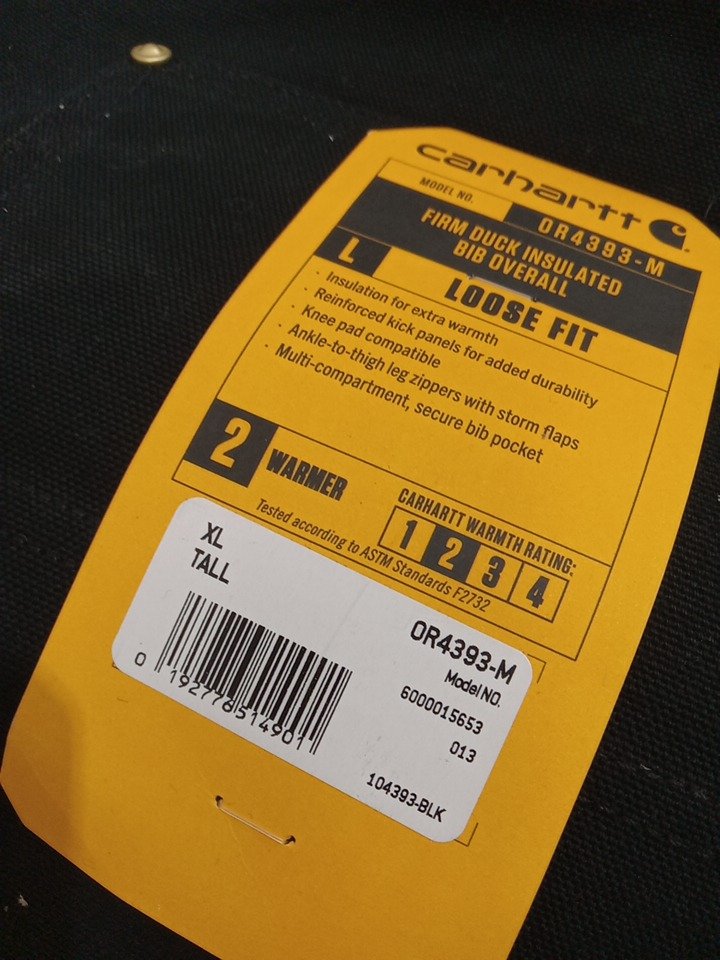 carhartt
MODEL NO. OR4393-M
FIRM DUCK INSULATED
BIB OVERALL
L LOOSE FIT
· Insulation for extra warmth
· Reinforced kick panels for added durability
· Knee pad compatible
· Ankle-to-thigh leg zippers with storm flaps
· Multi-compartment, secure bib pocket
2 WARMER
CARHARTT WARMTH RATING:
1 2 3 4
Tested according to ASTM Standards F2732
XL
TALL
OR4393-M
Model NO.
6000015653
013
0 192778514901
104393-BLK